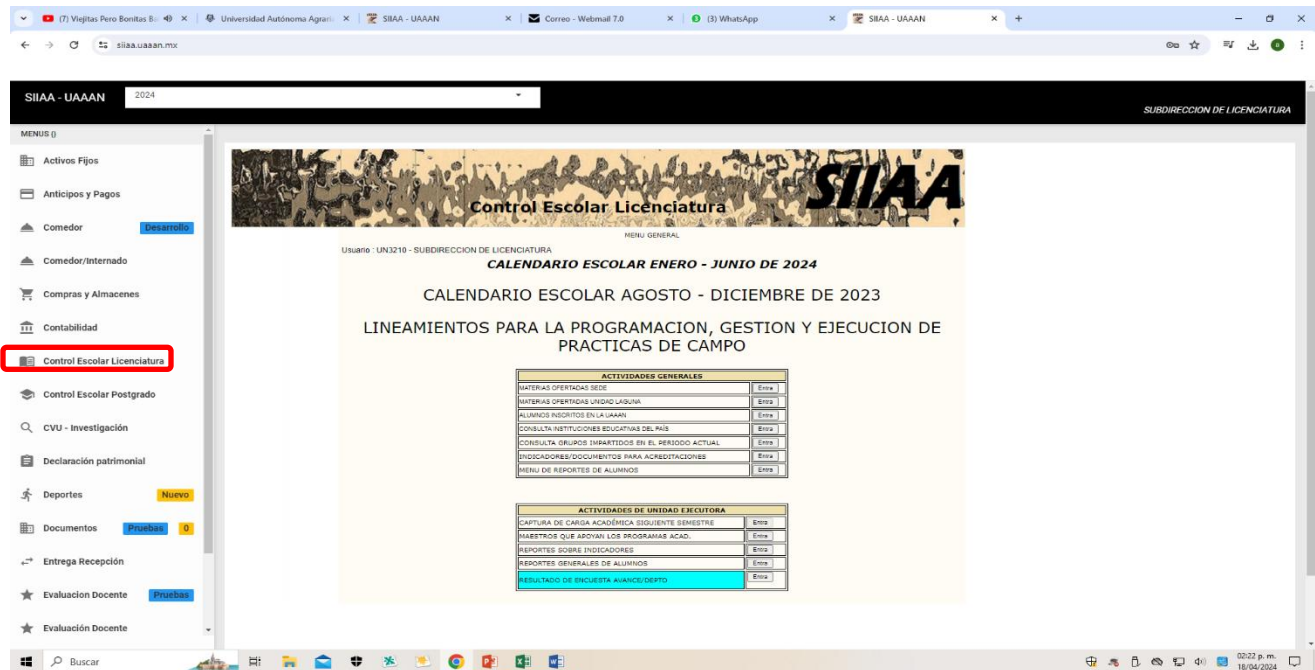 (7) Viejitas Pero Bonitas Ba
Universidad Autónoma Agraria
SIIAA - UAAAN
Correo - Webmail 7.0
(3) WhatsApp
SIIAA - UAAAN
siiaa.uaaan.mx
SIIAA - UAAAN
2024
SUBDIRECCION DE LICENCIATURA
MENUS ()
Activos Fijos
Anticipos y Pagos
Comedor Desarrollo
Comedor/Internado
Compras y Almacenes
Contabilidad
Control Escolar Licenciatura
Control Escolar Postgrado
CVU - Investigación
Declaración patrimonial
Deportes Nuevo
Documentos Pruebas 0
Entrega Recepción
Evaluacion Docente Pruebas
Evaluación Docente
SIIAA
Control Escolar Licenciatura
MENU GENERAL
Usuario : UN3210 - SUBDIRECCION DE LICENCIATURA
CALENDARIO ESCOLAR ENERO - JUNIO DE 2024
CALENDARIO ESCOLAR AGOSTO - DICIEMBRE DE 2023
LINEAMIENTOS PARA LA PROGRAMACION, GESTION Y EJECUCION DE
PRACTICAS DE CAMPO
ACTIVIDADES GENERALES
MATERIAS OFERTADAS SEDE Entra
MATERIAS OFERTADAS UNIDAD LAGUNA Entra
ALUMNOS INSCRITOS EN LA UAAAN Entra
CONSULTA INSTITUCIONES EDUCATIVAS DEL PAÍS Entra
CONSULTA GRUPOS IMPARTIDOS EN EL PERIODO ACTUAL Entra
INDICADORES/DOCUMENTOS PARA ACREDITACIONES Entra
MENU DE REPORTES DE ALUMNOS Entra
ACTIVIDADES DE UNIDAD EJECUTORA
CAPTURA DE CARGA ACADÉMICA SIGUIENTE SEMESTRE Entra
MAESTROS QUE APOYAN LOS PROGRAMAS ACAD. Entra
REPORTES SOBRE INDICADORES Entra
REPORTES GENERALES DE ALUMNOS Entra
RESULTADO DE ENCUESTA AVANCE/DEPTO Entra
Buscar
02:22 p. m.
18/04/2024